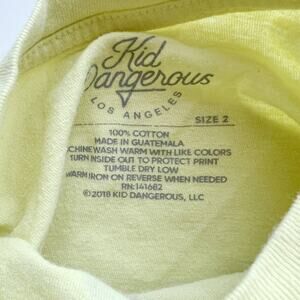 Kid
Dangerous
LOS ANGELES
SIZE 2
100% COTTON
MADE IN GUATEMALA
CHINE WASH WARM WITH LIKE COLORS
TURN INSIDE OUT TO PROTECT PRINT
TUMBLE DRY LOW
WARM IRON ON REVERSE WHEN NEEDED
RN:141682
©2018 KID DANGEROUS, LLC